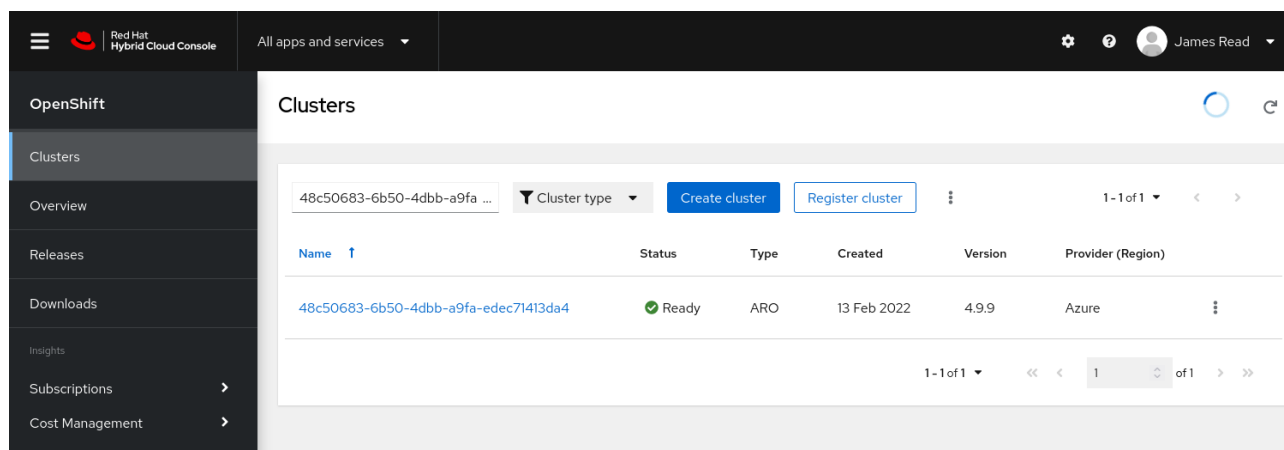 Red Hat
Hybrid Cloud Console
All apps and services
James Read
OpenShift
Clusters
Overview
Releases
Downloads
Insights
Subscriptions
Cost Management
Clusters
48c50683-6b50-4dbb-a9fa ... Cluster type Create cluster Register cluster 1 - 1 of 1
Name Status Type Created Version Provider (Region)
48c50683-6b50-4dbb-a9fa-edec71413da4 Ready ARO 13 Feb 2022 4.9.9 Azure
1 - 1 of 1 1 of 1